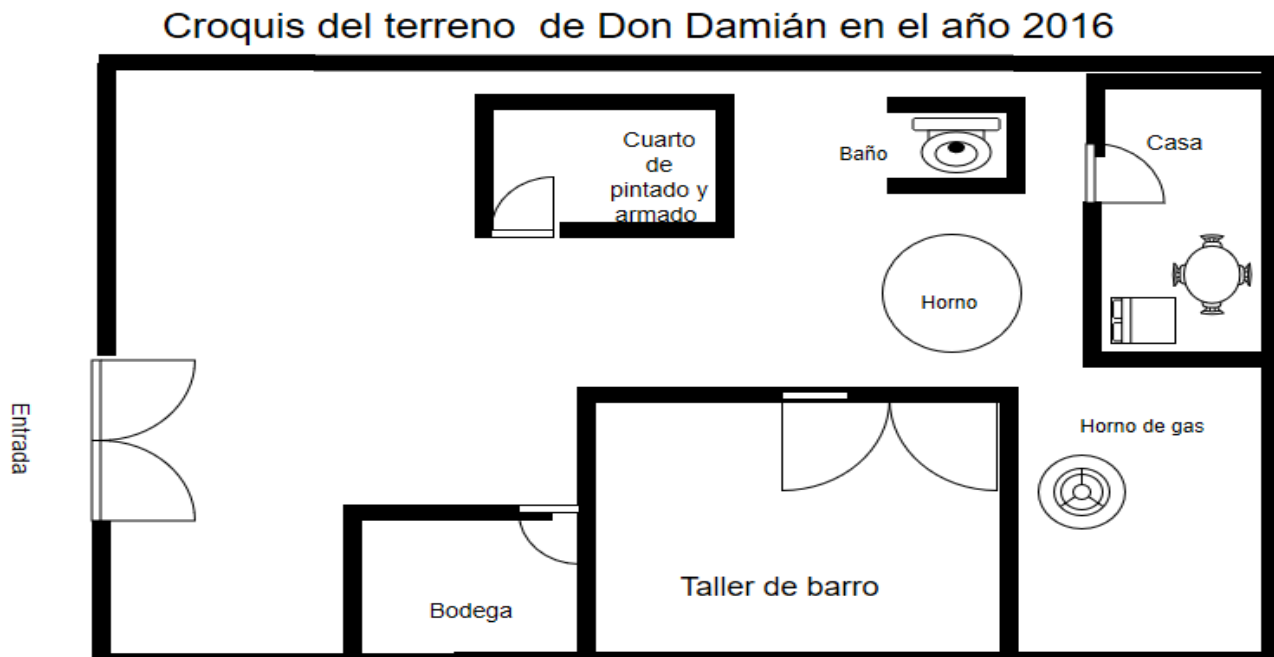 Croquis del terreno de Don Damián en el año 2016
Cuarto
de
pintado y
armado
Baño
Casa
Horno
Entrada
Horno de gas
Taller de barro
Bodega